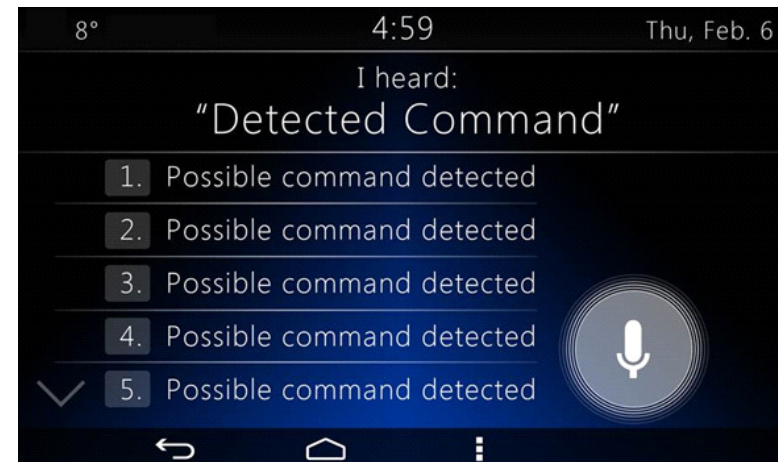 8° 4:59 Thu, Feb. 6
I heard:
“Detected Command”
1. Possible command detected
2. Possible command detected
3. Possible command detected
4. Possible command detected
5. Possible command detected